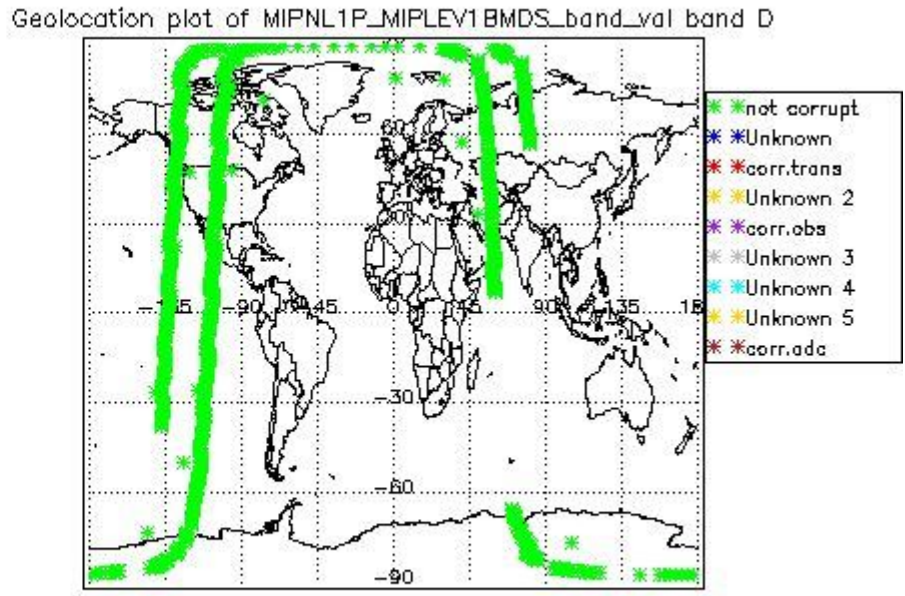 Geolocation plot of MIPNL1P_MIPLEV1BMDS_band_val band D
not corrupt
Unknown
corr.trans
Unknown 2
corr.obs
Unknown 3
Unknown 4
Unknown 5
corr.adc
60
-90
-45
0
45
90
135
-30
-60
-90